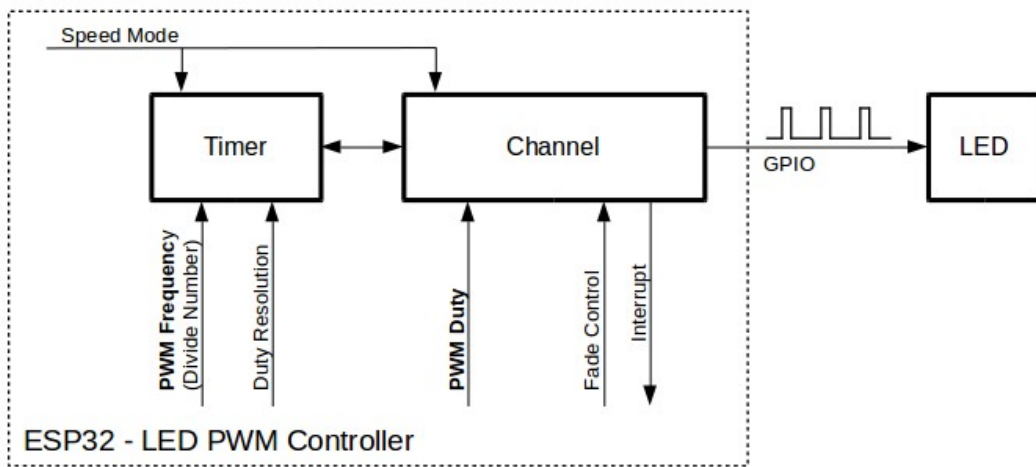 Speed Mode
Timer
Channel
GPIO
LED
PWM Frequency
(Divide Number)
Duty Resolution
PWM Duty
Fade Control
Interrupt
ESP32 - LED PWM Controller